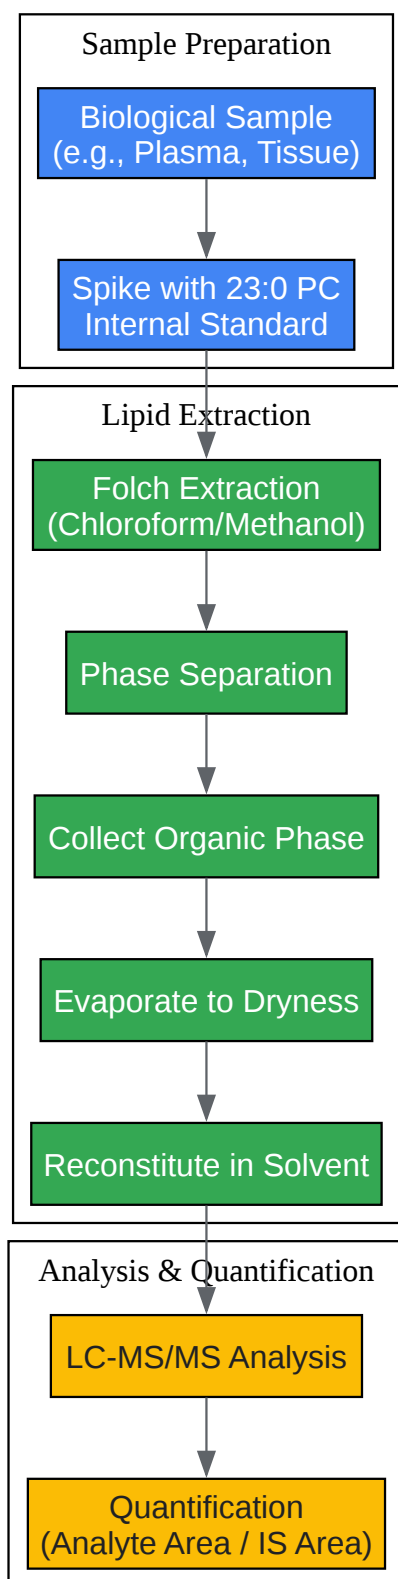 Sample Preparation
Biological Sample
(e.g., Plasma, Tissue)
Spike with 23:0 PC
Internal Standard
Lipid Extraction
Folch Extraction
(Chloroform/Methanol)
Phase Separation
Collect Organic Phase
Evaporate to Dryness
Reconstitute in Solvent
Analysis & Quantification
LC-MS/MS Analysis
Quantification
(Analyte Area / IS Area)